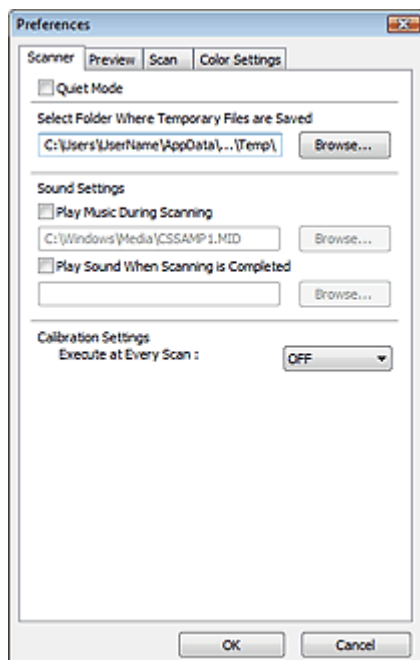 Preferences
Scanner Preview Scan Color Settings
Quiet Mode
Select Folder Where Temporary Files are Saved
C:\Users\UserName\AppData\...\Temp\ Browse...
Sound Settings
Play Music During Scanning
C:\Windows\Media\CSSAMP1.MID Browse...
Play Sound When Scanning is Completed
Browse...
Calibration Settings
Execute at Every Scan : OFF
OK Cancel